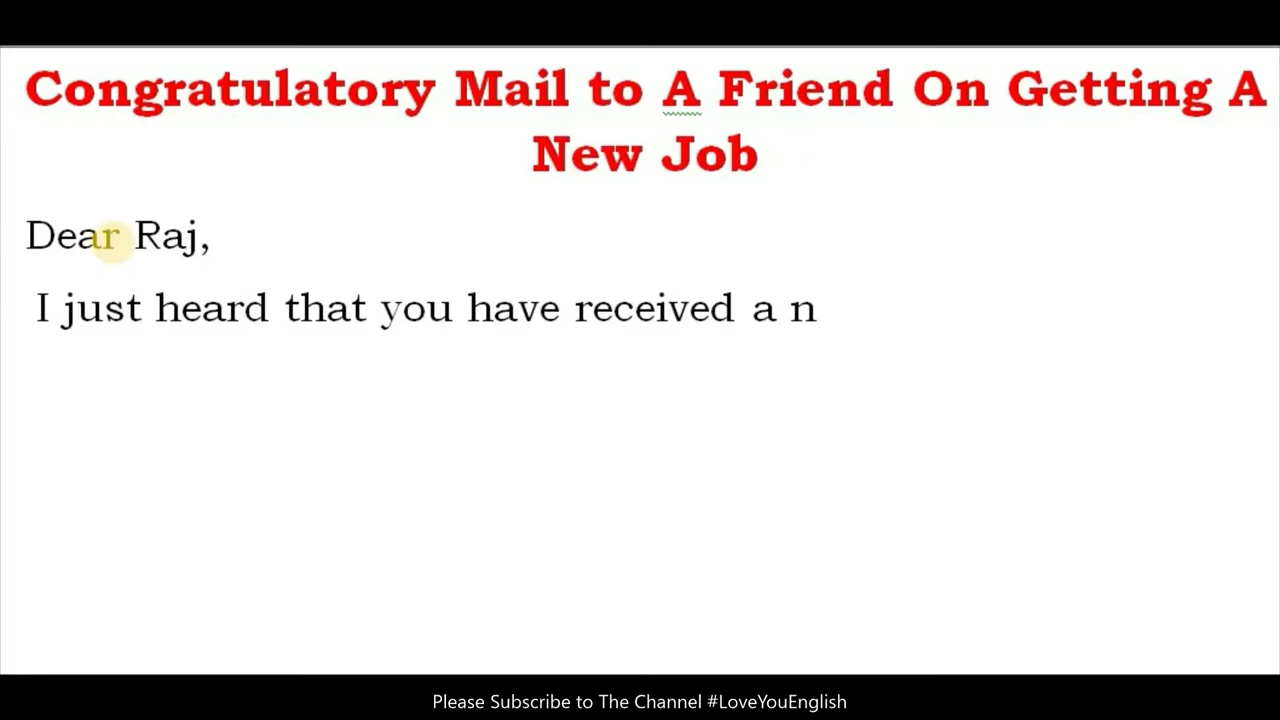 Congratulatory Mail to A Friend On Getting A
New Job
Dear Raj,
I just heard that you have received a n
Please Subscribe to The Channel #LoveYouEnglish